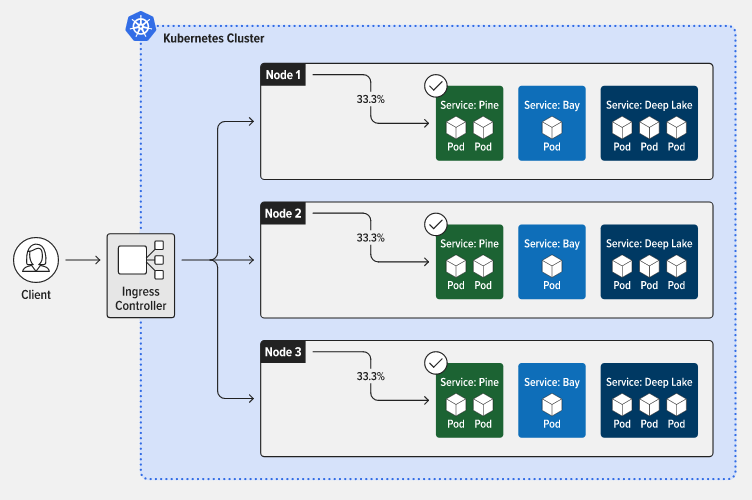 Kubernetes Cluster
Node 1
33.3%
Service: Pine
Pod Pod
Service: Bay
Pod
Service: Deep Lake
Pod Pod Pod
Node 2
33.3%
Service: Pine
Pod Pod
Service: Bay
Pod
Service: Deep Lake
Pod Pod Pod
Client
Ingress
Controller
Node 3
33.3%
Service: Pine
Pod Pod
Service: Bay
Pod
Service: Deep Lake
Pod Pod Pod